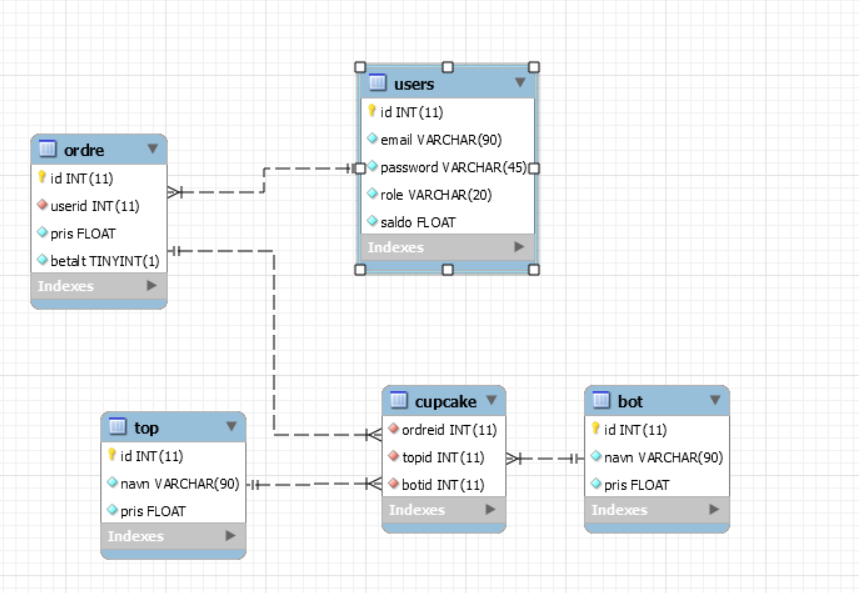 users
id INT(11)
email VARCHAR(90)
password VARCHAR(45)
role VARCHAR(20)
saldo FLOAT
Indexes
ordre
id INT(11)
userid INT(11)
pris FLOAT
betalt TINYINT(1)
Indexes
top
id INT(11)
navn VARCHAR(90)
pris FLOAT
Indexes
cupcake
ordreid INT(11)
topid INT(11)
botid INT(11)
Indexes
bot
id INT(11)
navn VARCHAR(90)
pris FLOAT
Indexes